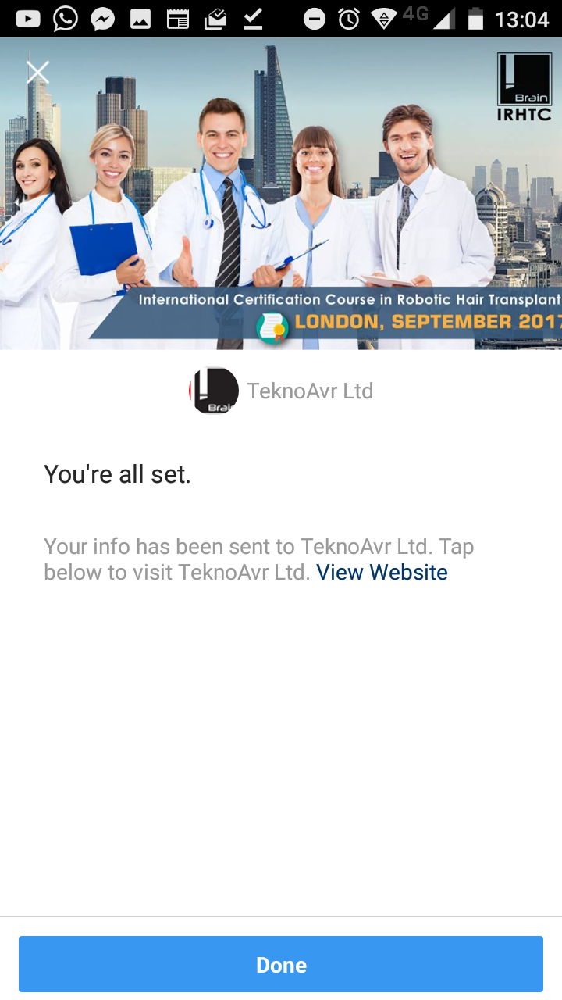 4G 13:04
Brain
IRHTC
International Certification Course in Robotic Hair Transplant
LONDON, SEPTEMBER 2017
Brai
TeknoAvr Ltd
You're all set.
Your info has been sent to TeknoAvr Ltd. Tap
below to visit TeknoAvr Ltd. View Website
Done